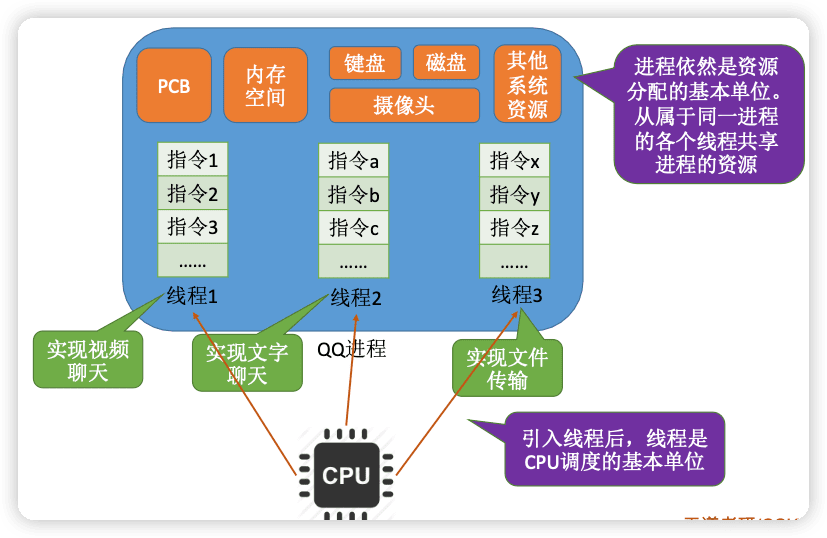 PCB
内存
空间
键盘
磁盘
摄像头
其他
系统
资源
进程依然是资源
分配的基本单位。
从属于同一进程
的各个线程共享
进程的资源
指令1
指令2
指令3
……
线程1
指令a
指令b
指令c
……
线程2
指令x
指令y
指令z
……
线程3
实现视频
聊天
实现文字
聊天
QQ进程
实现文件
传输
引入线程后，线程是
CPU调度的基本单位
CPU